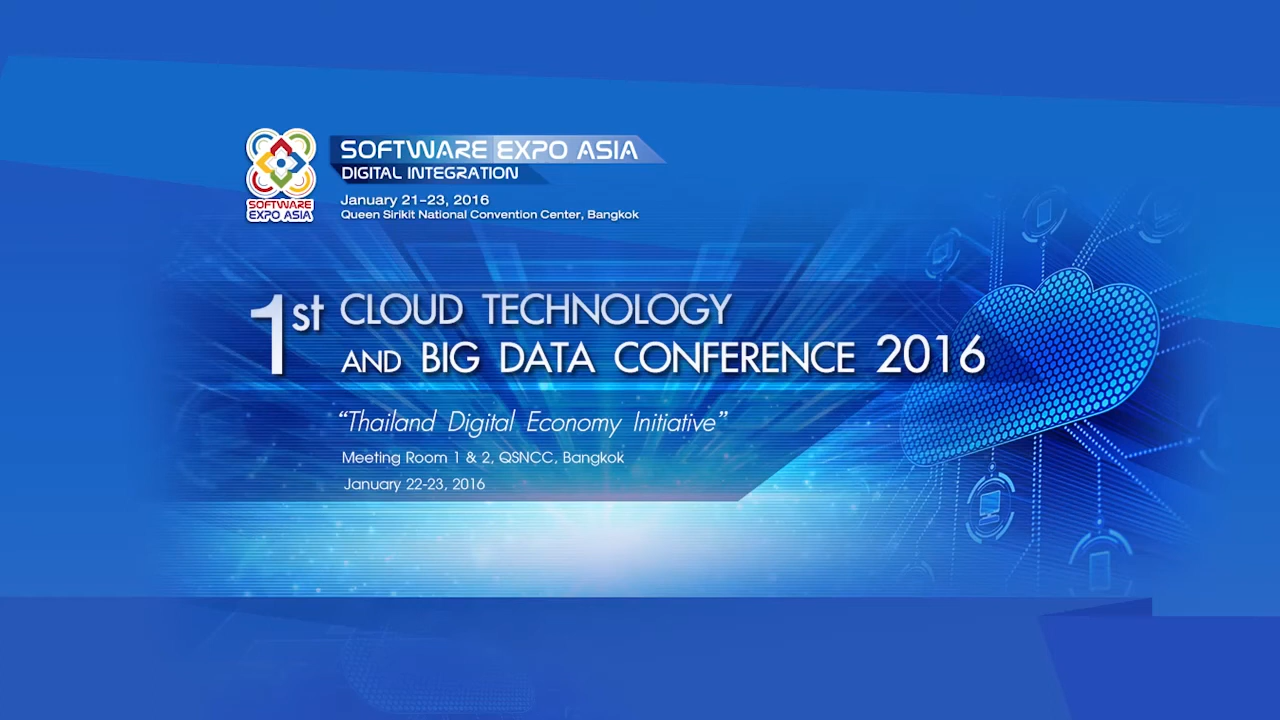 SOFTWARE EXPO ASIA
DIGITAL INTEGRATION
SOFTWARE
EXPO ASIA
January 21-23, 2016
Queen Sirikit National Convention Center, Bangkok
1st CLOUD TECHNOLOGY
AND BIG DATA CONFERENCE 2016
“Thailand Digital Economy Initiative”
Meeting Room 1 & 2, QSNCC, Bangkok
January 22-23, 2016